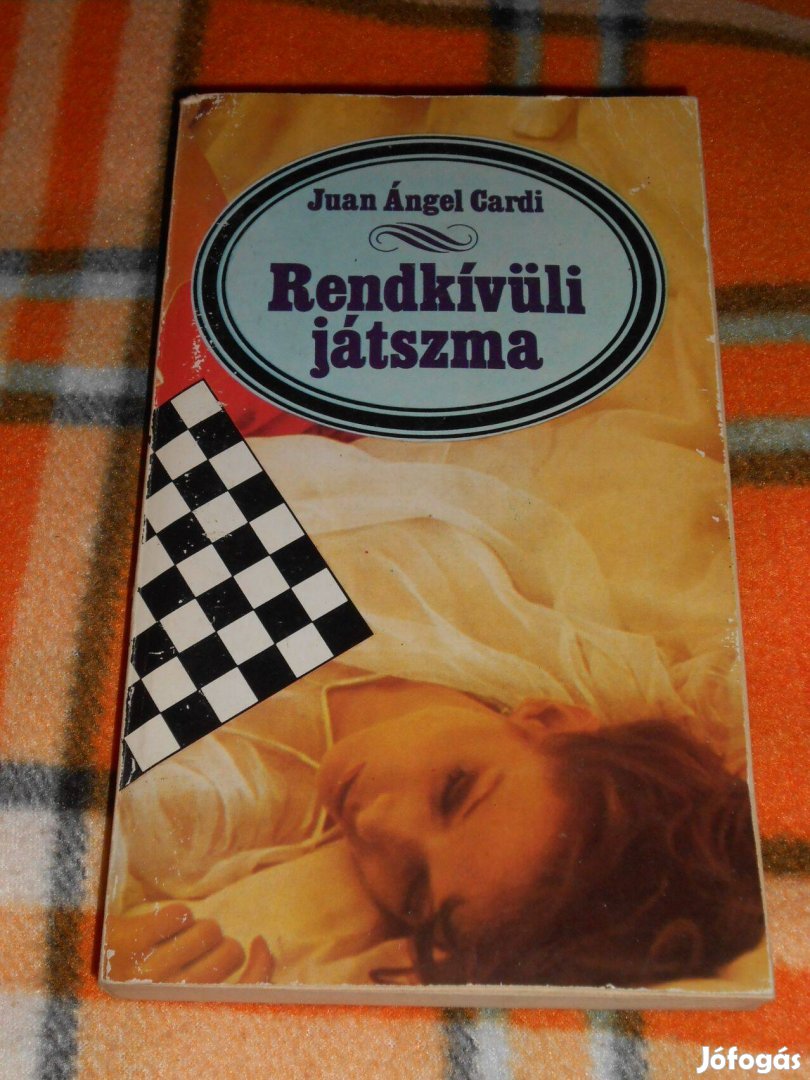 Juan Ángel Cardi
Rendkívüli
játszma
Jófogás